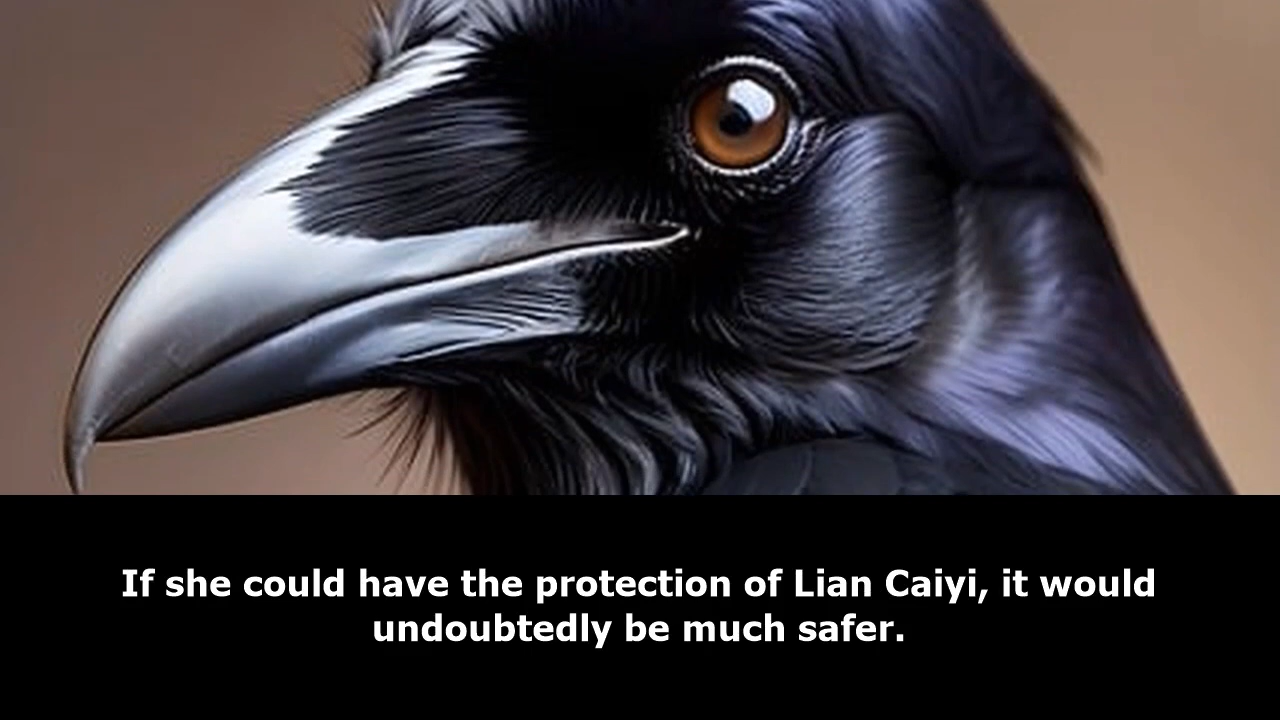 If she could have the protection of Lian Caiyi, it would
undoubtedly be much safer.